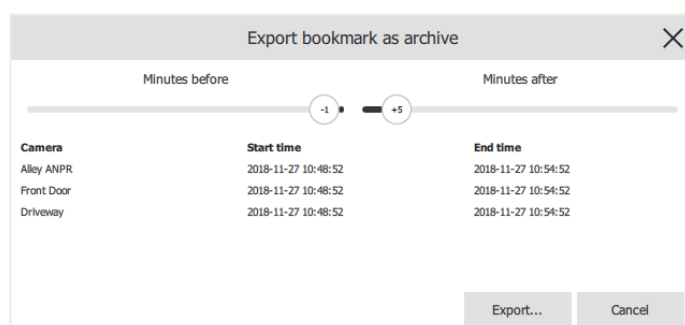 Export bookmark as archive
Minutes before Minutes after
-1 +5
Camera Start time End time
Alley ANPR 2018-11-27 10:48:52 2018-11-27 10:54:52
Front Door 2018-11-27 10:48:52 2018-11-27 10:54:52
Driveway 2018-11-27 10:48:52 2018-11-27 10:54:52
Export... Cancel